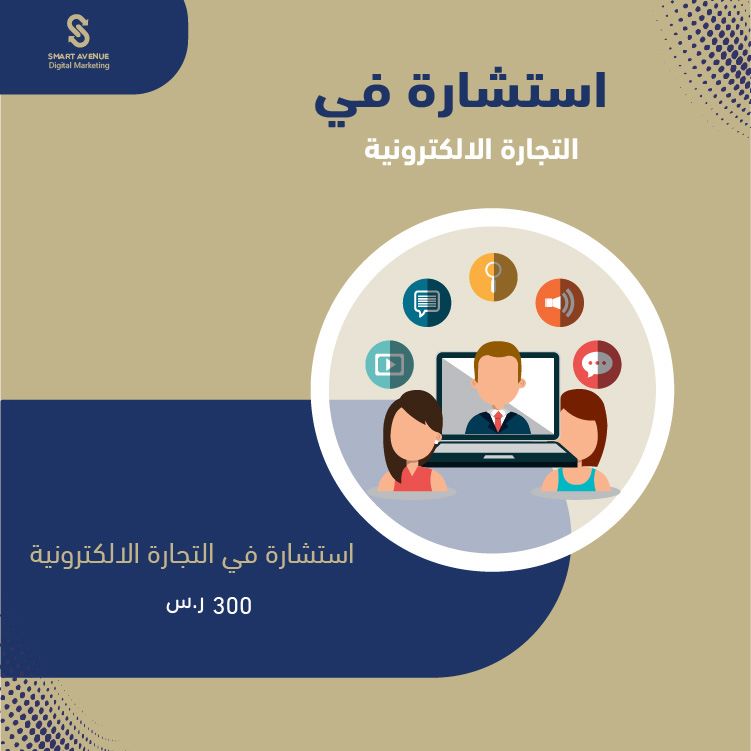 SMART AVENUE
Digital Marketing
استشارة في
التجارة الالكترونية
استشارة في التجارة الالكترونية
300 ر.س